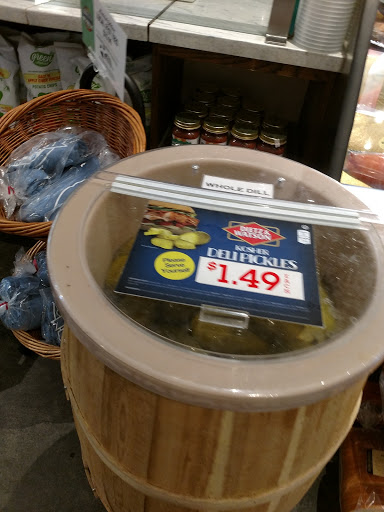 WHOLE DILL
DIETZ & WATSON
KOSHER
DELI PICKLES
Please
Serve
Yourself
$1.49